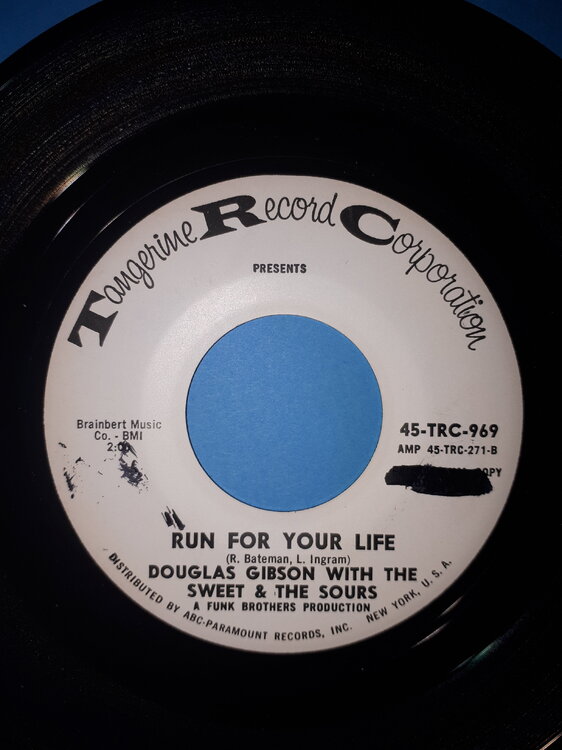 Tangerine Record Corporation
PRESENTS
Brainbert Music
Co. - BMI
45-TRC-969
AMP 45-TRC-271-B
RUN FOR YOUR LIFE
(R. Bateman, L. Ingram)
DOUGLAS GIBSON WITH THE
SWEET & THE SOURS
A FUNK BROTHERS PRODUCTION
DISTRIBUTED BY ABC-PARAMOUNT RECORDS, INC. NEW YORK, U. S. A.